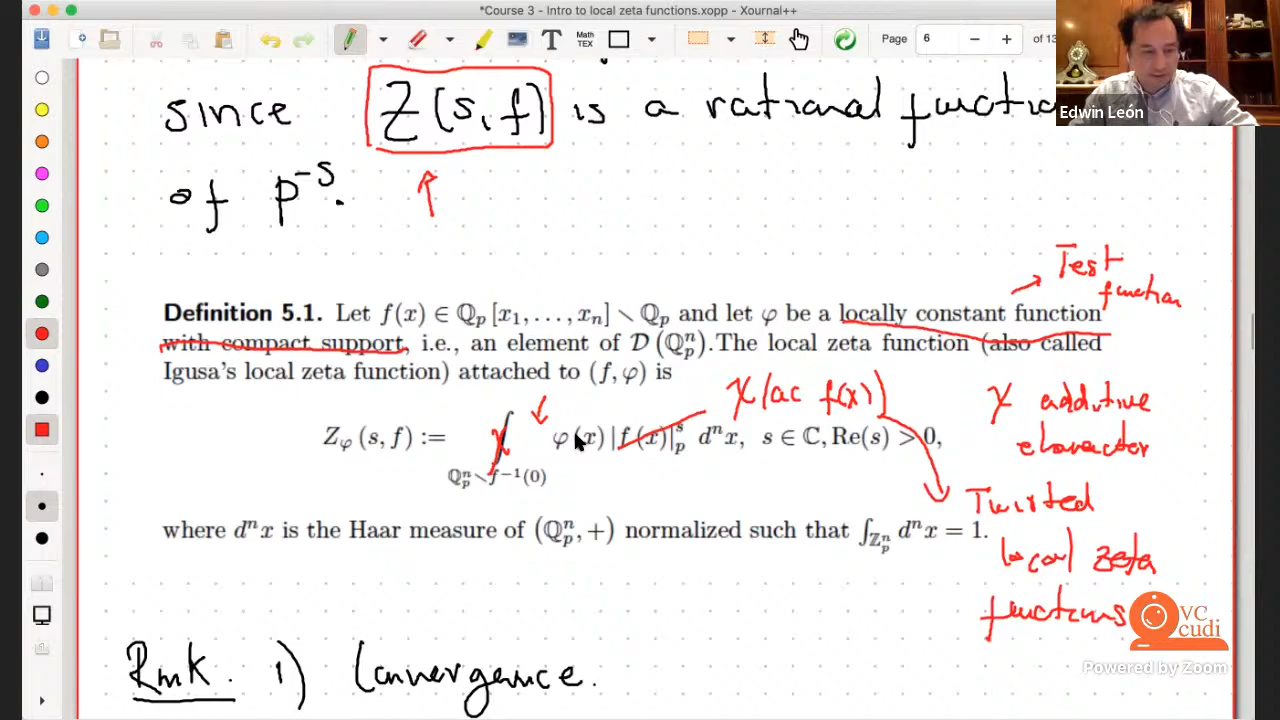 *Course 3 - Intro to local zeta functions.xopp - Xournal++
Math TEX
Page 6 of 13
Edwin León
since Z(s,f) is a rational functio
of p^{-s}.
Test
function
Definition 5.1. Let f(x) ∈ ℚ_p [x_1, . . . , x_n] ∖ ℚ_p and let φ be a locally constant function
with compact support, i.e., an element of 𝒟(ℚ_p^n).The local zeta function (also called
Igusa's local zeta function) attached to (f, φ) is
χ(ac f(x))
χ additive
character
Z_φ (s, f) := ∫_{ℚ_p^n∖f^{-1}(0)} φ(x) |f(x)|_p^s d^n x, s ∈ ℂ, Re(s) > 0,
Twisted
local zeta
functions
where d^n x is the Haar measure of (ℚ_p^n, +) normalized such that ∫_{ℤ_p^n} d^n x = 1.
VC
cudi
Rmk. 1) Convergence.
Powered by Zoom